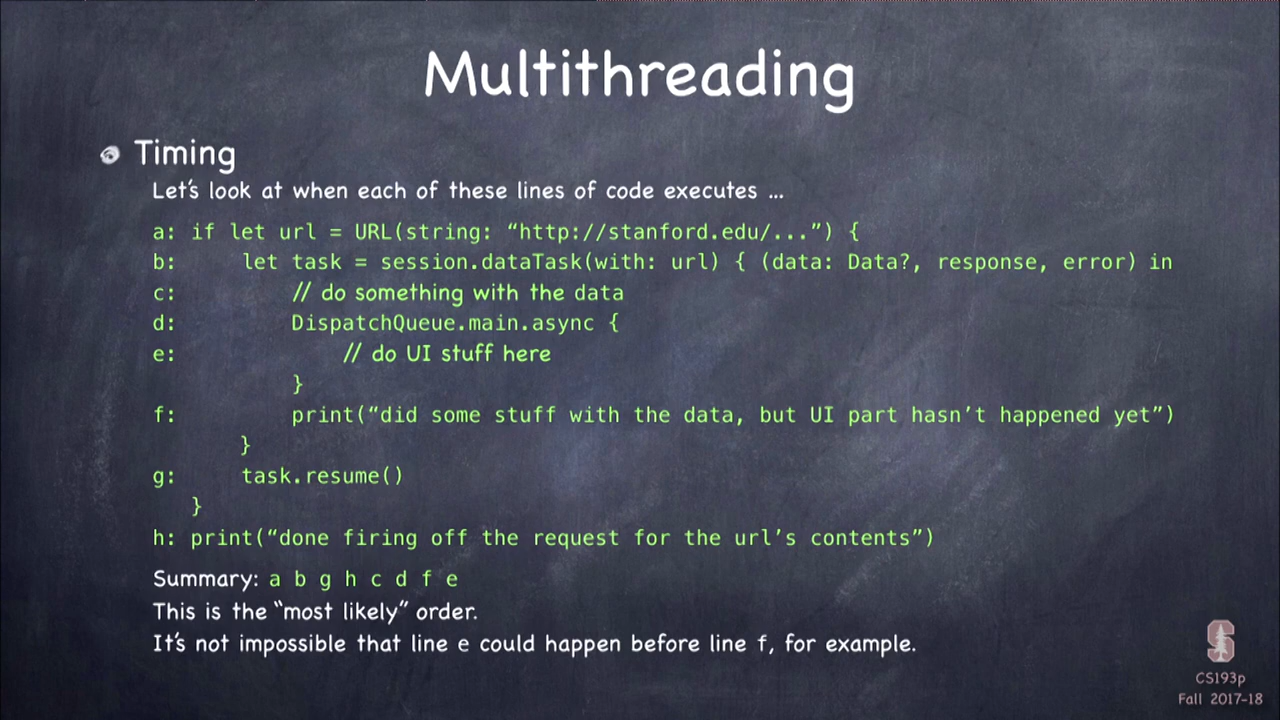 Multithreading
Timing
Let's look at when each of these lines of code executes ...
a: if let url = URL(string: “http://stanford.edu/...”) {
b: let task = session.dataTask(with: url) { (data: Data?, response, error) in
c: // do something with the data
d: DispatchQueue.main.async {
e: // do UI stuff here
}
f: print(“did some stuff with the data, but UI part hasn’t happened yet”)
}
g: task.resume()
}
h: print(“done firing off the request for the url’s contents”)
Summary: a b g h c d f e
This is the “most likely” order.
It's not impossible that line e could happen before line f, for example.
S
CS193p
Fall 2017-18